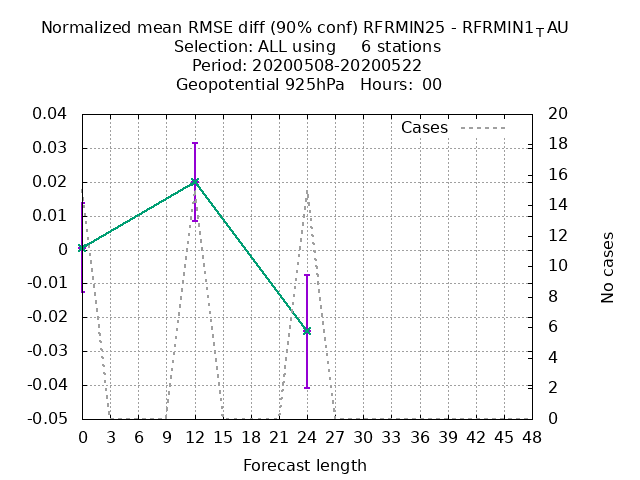 Normalized mean RMSE diff (90% conf) RFRMIN25 - RFRMIN1TAU
Selection: ALL using 6 stations
Period: 20200508-20200522
Geopotential 925hPa Hours: 00
Cases
0.04
0.03
0.02
0.01
0
-0.01
-0.02
-0.03
-0.04
-0.05
20
18
16
14
12
10
8
6
4
2
0
No cases
0 3 6 9 12 15 18 21 24 27 30 33 36 39 42 45 48
Forecast length